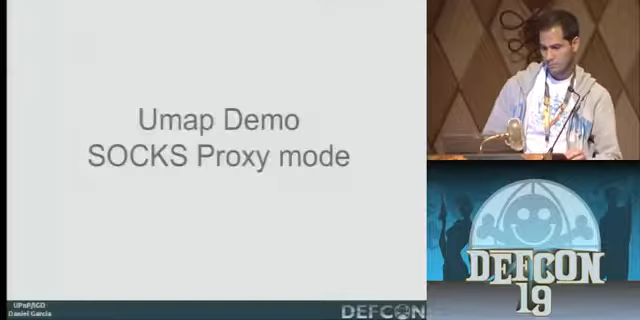 Umap Demo
SOCKS Proxy mode
UPnP/IGD
Daniel Garcia
DEFCON
DEFCON
19